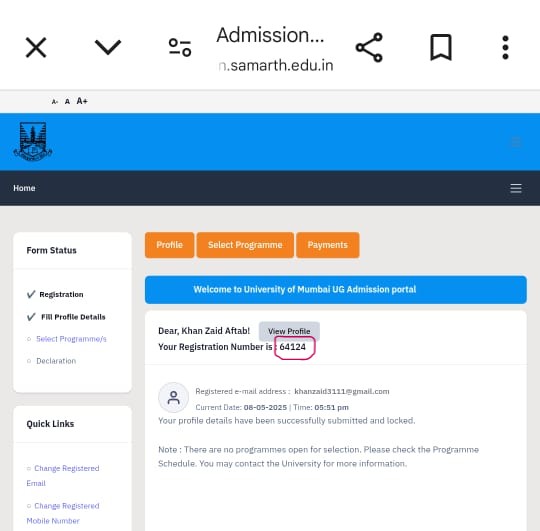 Admission...
n.samarth.edu.in
A- A A+
Home
Form Status
Registration
Fill Profile Details
Select Programme/s
Declaration
Quick Links
Change Registered
Email
Change Registered
Mobile Number
Profile Select Programme Payments
Welcome to University of Mumbai UG Admission portal
Dear, Khan Zaid Aftab! View Profile
Your Registration Number is : 64124
Registered e-mail address : khanzaid3111@gmail.com
Current Date: 08-05-2025 | Time: 05:51 pm
Your profile details have been successfully submitted and locked.
Note : There are no programmes open for selection. Please check the Programme
Schedule. You may contact the University for more information.